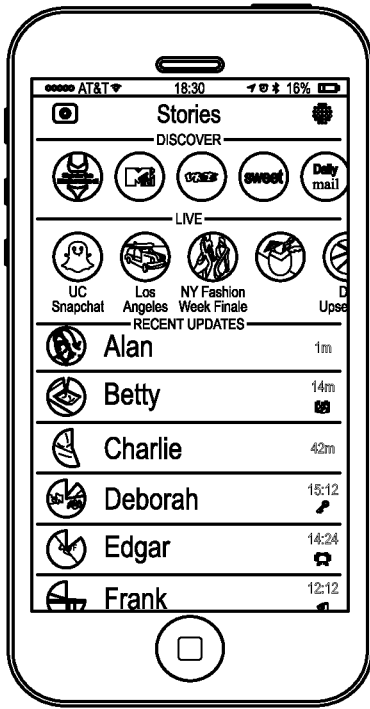 AT&T 18:30 16%
Stories
DISCOVER
MTV sweet Daily
mail
LIVE
UC
Snapchat
Los
Angeles
NY Fashion
Week Finale
D
Upse
RECENT UPDATES
Alan 1m
Betty 14m
Charlie 42m
Deborah 15:12
Edgar 14:24
Frank 12:12